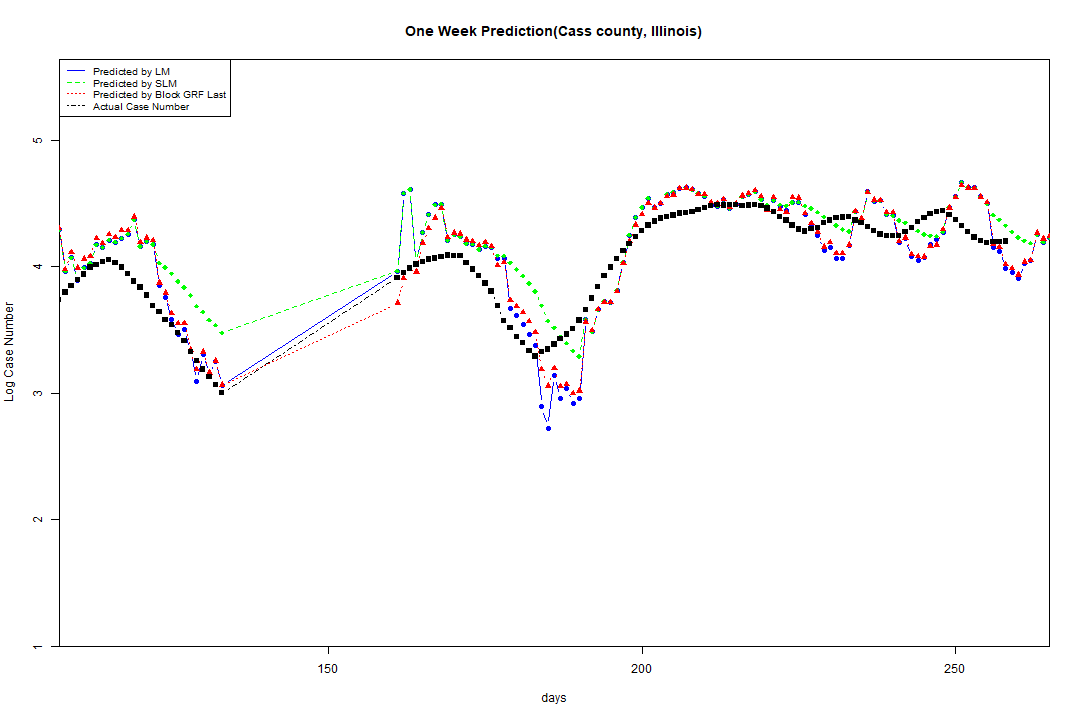 One Week Prediction(Cass county, Illinois)
Predicted by LM
Predicted by SLM
Predicted by Block GRF Last
Actual Case Number
5
4
3
2
1
Log Case Number
150
200
250
days